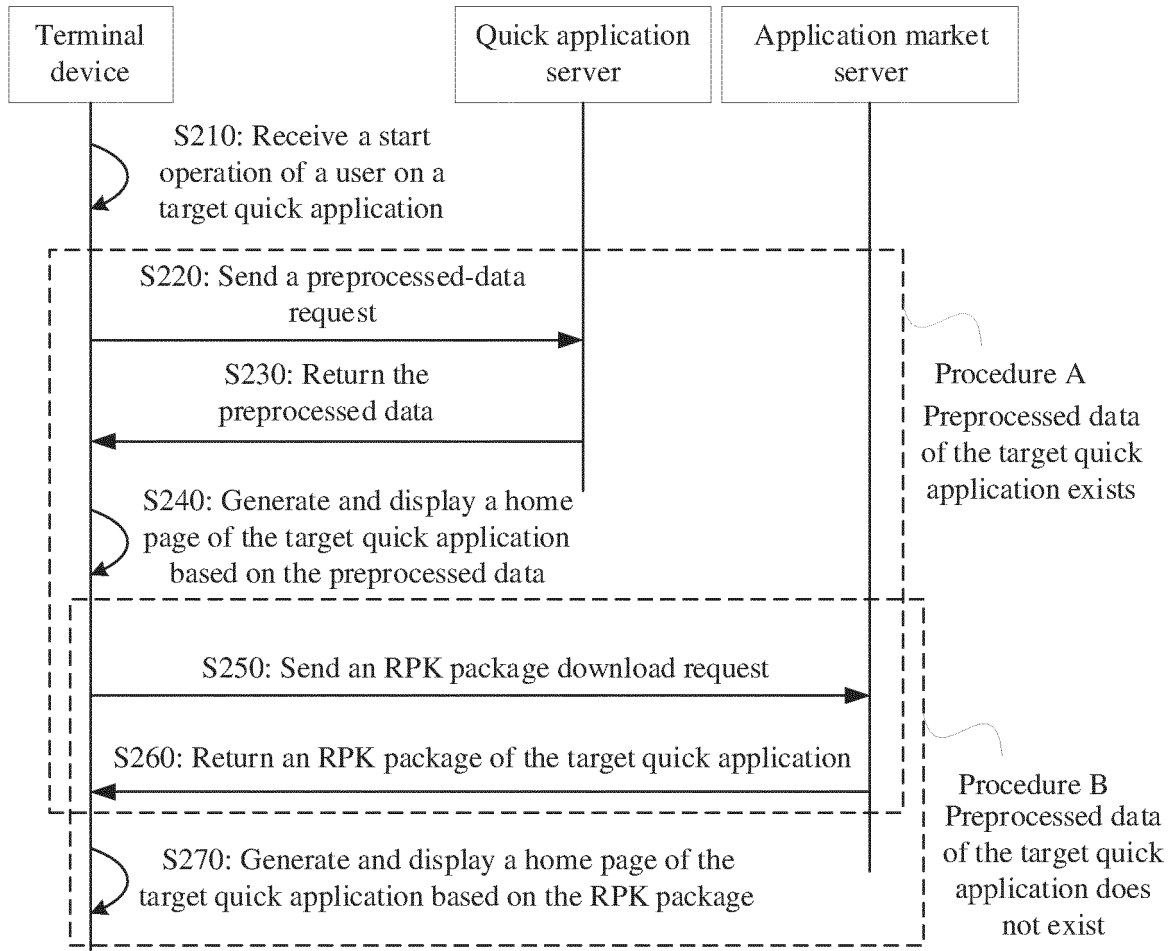 Terminal
device
Quick application
server
Application market
server
S210: Receive a start
operation of a user on a
target quick application
S220: Send a preprocessed-data
request
S230: Return the
preprocessed data
Procedure A
Preprocessed data
of the target quick
application exists
S240: Generate and display a home
page of the target quick application
based on the preprocessed data
S250: Send an RPK package download request
S260: Return an RPK package of the target quick application
Procedure B
Preprocessed data
of the target quick
application does
not exist
S270: Generate and display a home page of the
target quick application based on the RPK package